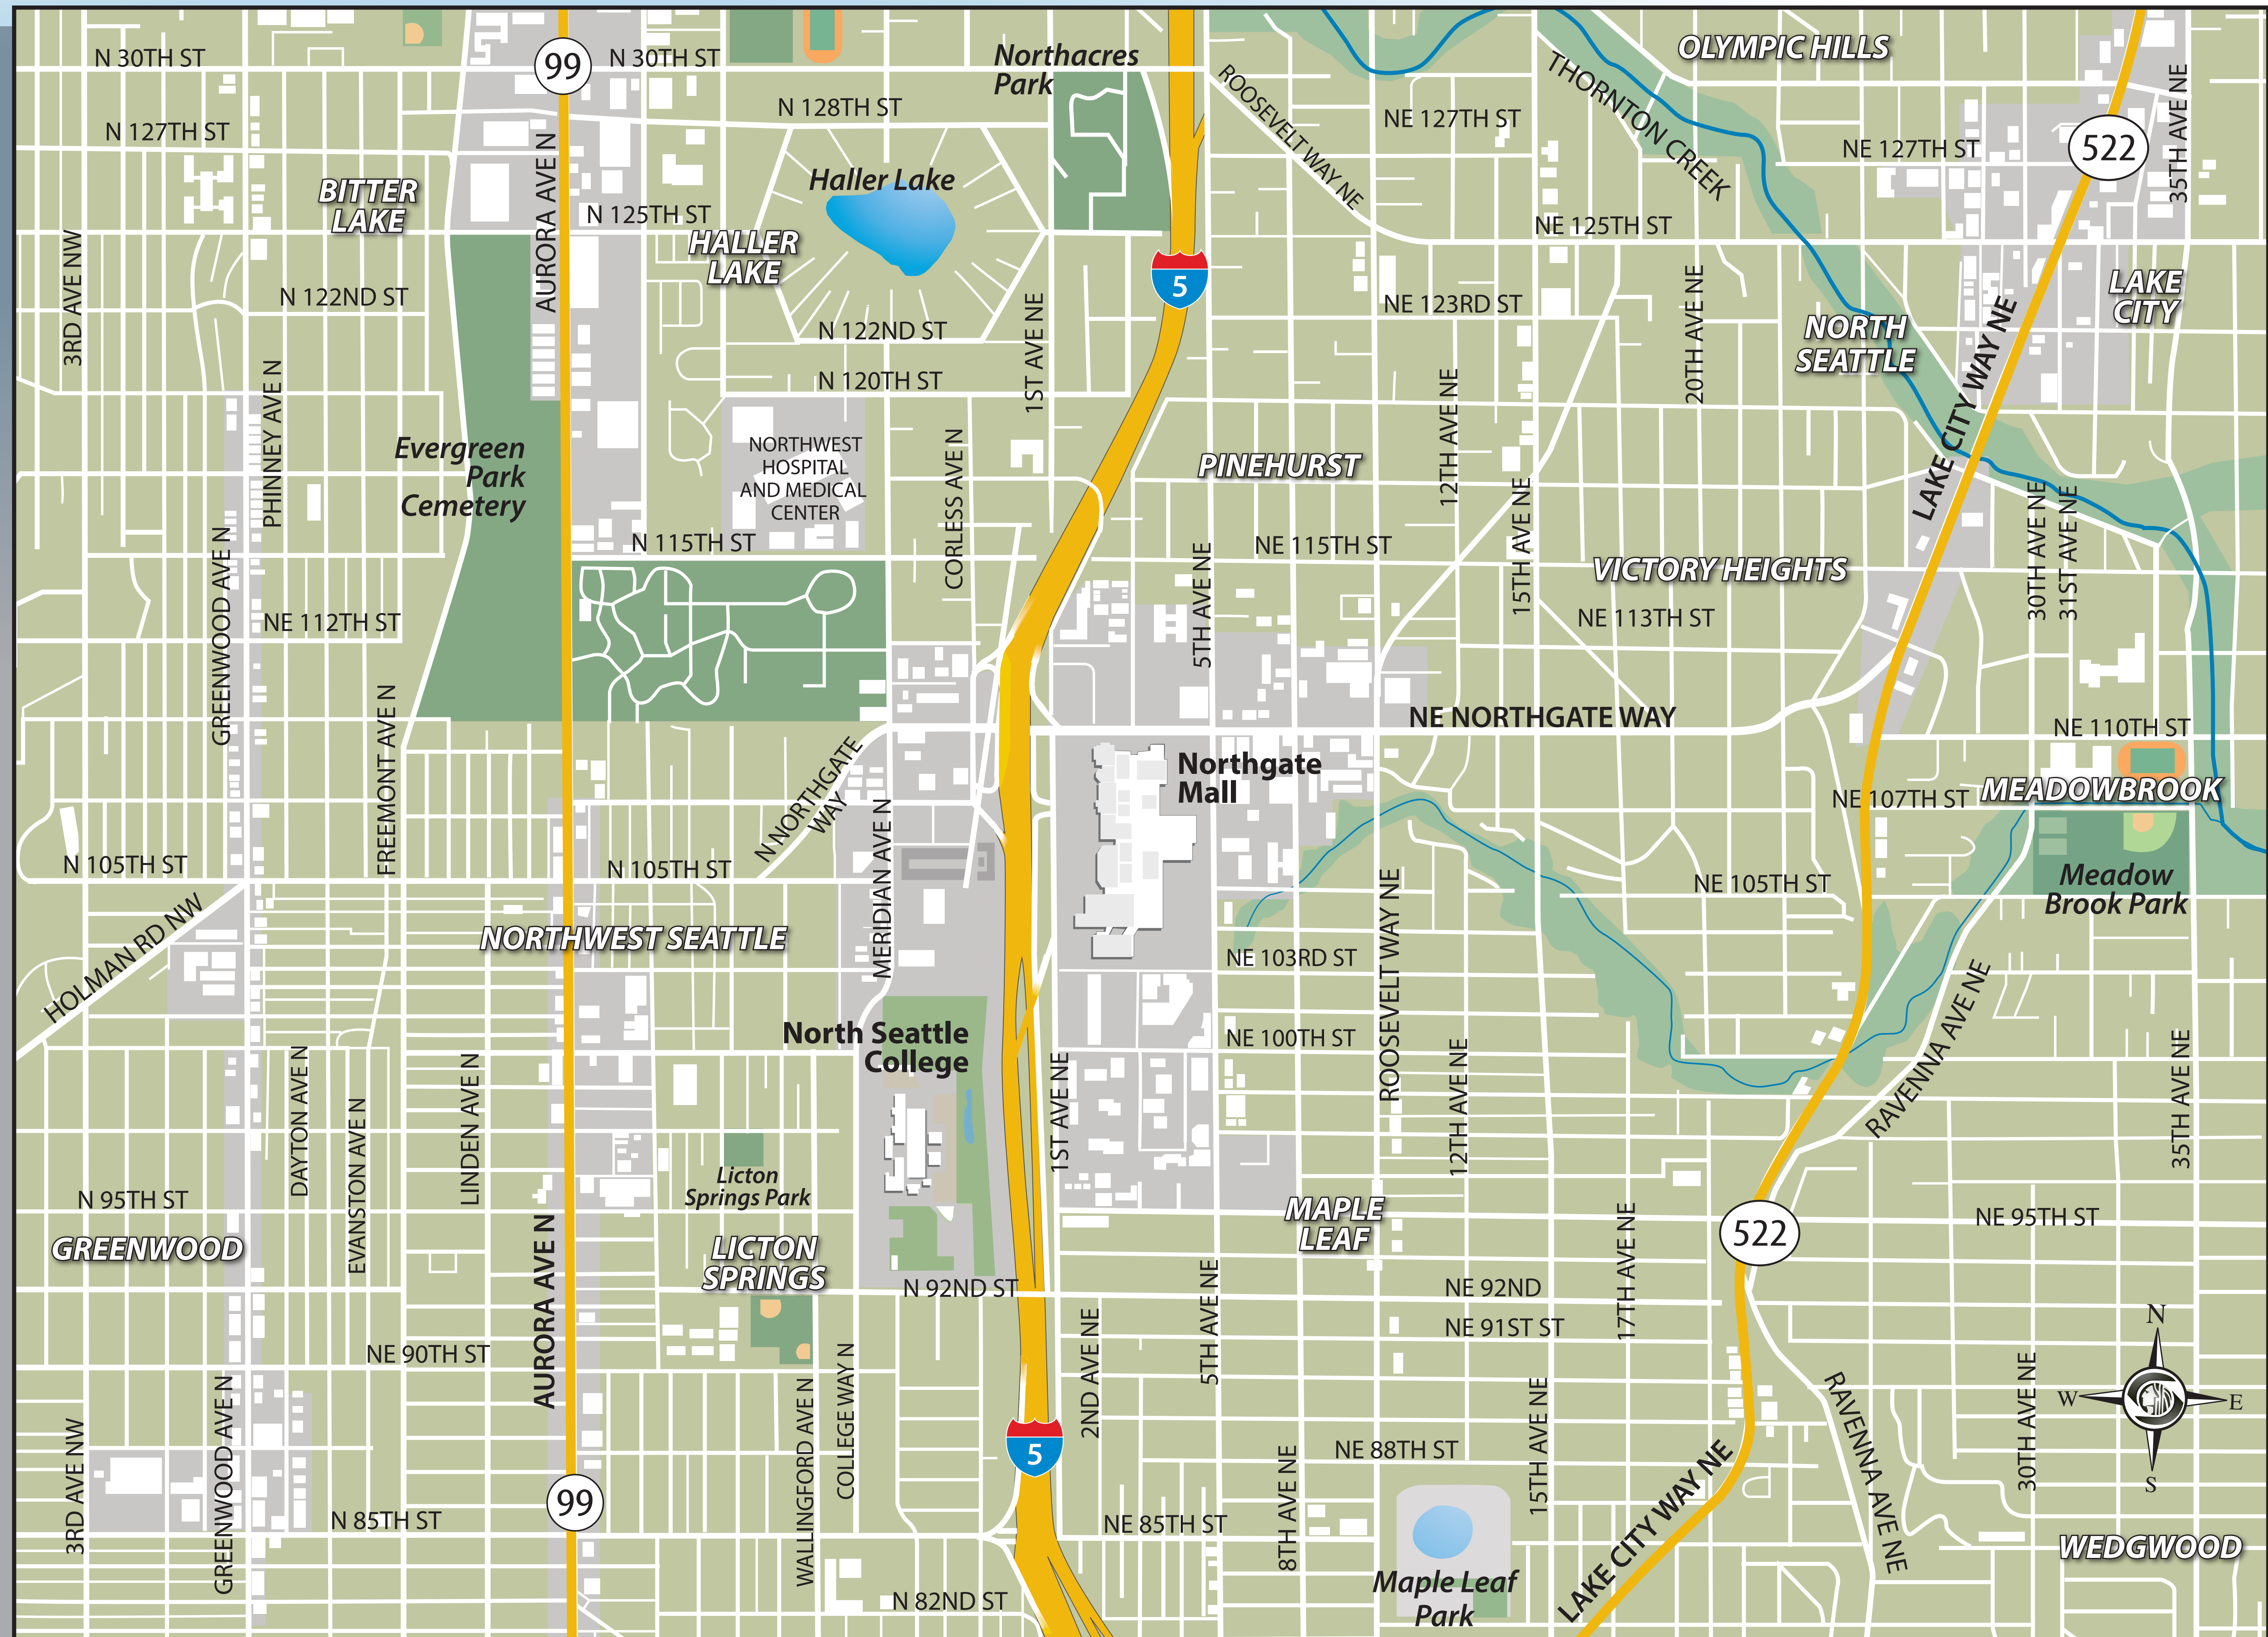 N 30TH ST
99
N 30TH ST
Northacres
Park
ROOSEVELT WAY NE
THORNTON CREEK
OLYMPIC HILLS
35TH AVE NE
N 127TH ST
N 128TH ST
NE 127TH ST
NE 127TH ST
522
BITTER
LAKE
AURORA AVE N
Haller Lake
N 125TH ST
HALLER
LAKE
NE 125TH ST
3RD AVE NW
N 122ND ST
5
NE 123RD ST
20TH AVE NE
LAKE
CITY
N 122ND ST
1ST AVE NE
NORTH
SEATTLE
LAKE CITY WAY NE
PHINNEY AVE N
N 120TH ST
12TH AVE NE
Evergreen
Park
Cemetery
NORTHWEST
HOSPITAL
AND MEDICAL
CENTER
CORLESS AVE N
PINEHURST
15TH AVE NE
30TH AVE NE
31ST AVE NE
GREENWOOD AVE N
N 115TH ST
5TH AVE NE
NE 115TH ST
VICTORY HEIGHTS
NE 112TH ST
NE 113TH ST
FREEMONT AVE N
N NORTHGATE
WAY
NE NORTHGATE WAY
NE 110TH ST
Northgate
Mall
NE 107TH ST
MEADOWBROOK
N 105TH ST
N 105TH ST
MERIDIAN AVE N
ROOSEVELT WAY NE
NE 105TH ST
Meadow
Brook Park
HOLMAN RD NW
NORTHWEST SEATTLE
NE 103RD ST
RAVENNA AVE NE
North Seattle
College
NE 100TH ST
DAYTON AVE N
EVANSTON AVE N
LINDEN AVE N
1ST AVE NE
12TH AVE NE
35TH AVE NE
Licton
Springs Park
N 95TH ST
GREENWOOD
AURORA AVE N
LICTON
SPRINGS
MAPLE
LEAF
17TH AVE NE
522
NE 95TH ST
N 92ND ST
5TH AVE NE
NE 92ND
NE 91ST ST
2ND AVE NE
NE 90TH ST
WALLINGFORD AVE N
COLLEGE WAY N
N
W
E
S
GREENWOOD AVE N
3RD AVE NW
5
8TH AVE NE
NE 88TH ST
15TH AVE NE
LAKE CITY WAY NE
RAVENNA AVE NE
30TH AVE NE
99
N 85TH ST
NE 85TH ST
WEDGWOOD
N 82ND ST
Maple Leaf
Park